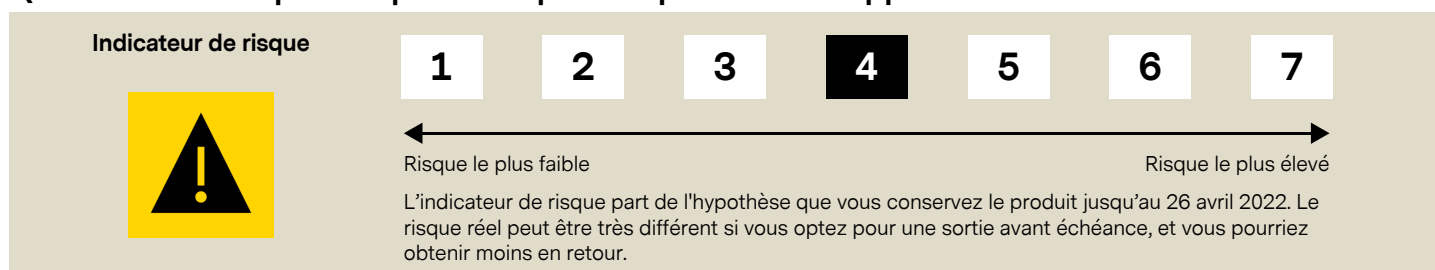 Indicateur de risque
1 2 3 4 5 6 7
Risque le plus faible
Risque le plus élevé
L’indicateur de risque part de l'hypothèse que vous conservez le produit jusqu’au 26 avril 2022. Le
risque réel peut être très différent si vous optez pour une sortie avant échéance, et vous pourriez
obtenir moins en retour.